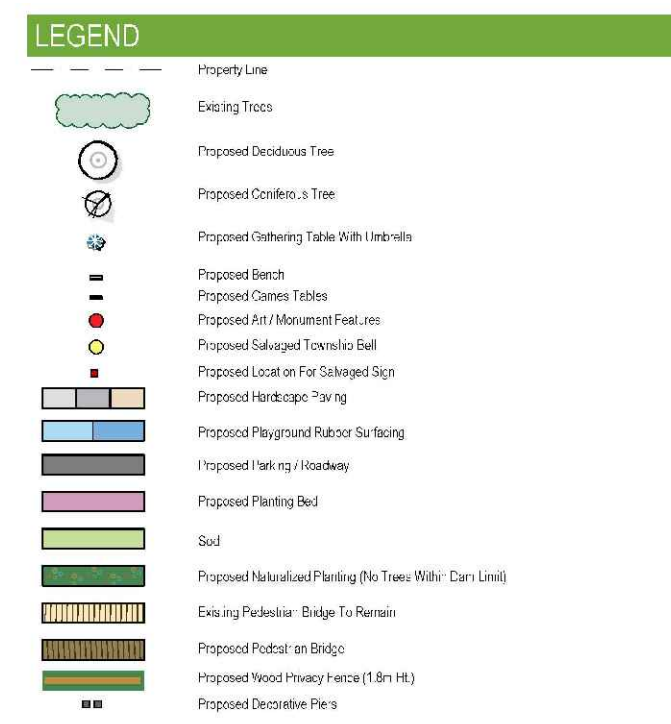 LEGEND
Property Line
Existing Trees
Proposed Deciduous Tree
Proposed Coniferous Tree
Proposed Gathering Table With Umbrella
Proposed Bench
Proposed Games Tables
Proposed Art / Monument Features
Proposed Salvaged Township Bell
Proposed Location For Salvaged Sign
Proposed Hardscape Paving
Proposed Playground Rubber Surfacing
Proposed Parking / Roadway
Proposed Planting Bed
Sod
Proposed Naturalized Planting (No Trees Within Dam Limit)
Existing Pedestrian Bridge To Remain
Proposed Pedestrian Bridge
Proposed Wood Privacy Fence (1.8m Ht.)
Proposed Decorative Piers